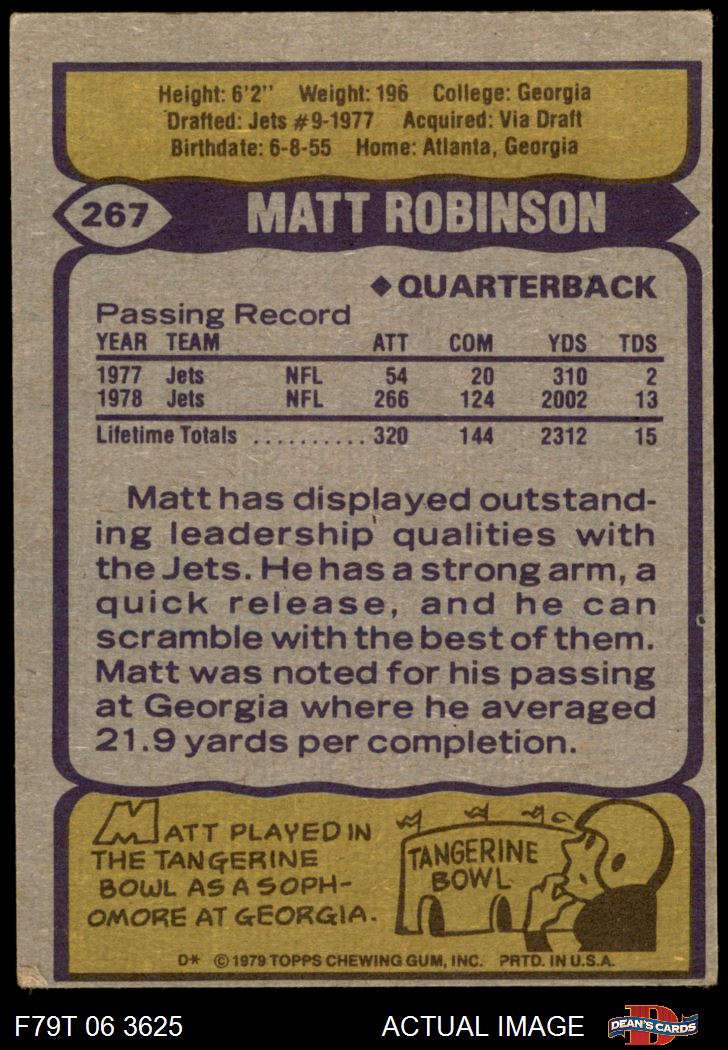 Height: 6'2" Weight: 196 College: Georgia
Drafted: Jets #9-1977 Acquired: Via Draft
Birthdate: 6-8-55 Home: Atlanta, Georgia
267 MATT ROBINSON
◆ QUARTERBACK
Passing Record
YEAR TEAM ATT COM YDS TDS
1977 Jets NFL 54 20 310 2
1978 Jets NFL 266 124 2002 13
Lifetime Totals .......... 320 144 2312 15
Matt has displayed outstand-
ing leadership qualities with
the Jets. He has a strong arm, a
quick release, and he can
scramble with the best of them.
Matt was noted for his passing
at Georgia where he averaged
21.9 yards per completion.
MATT PLAYED IN
THE TANGERINE
BOWL AS A SOPH-
OMORE AT GEORGIA.
TANGERINE
BOWL
D* © 1979 TOPPS CHEWING GUM, INC. PRTD. IN U.S.A.
F79T 06 3625 ACTUAL IMAGE D DEAN'S CARDS